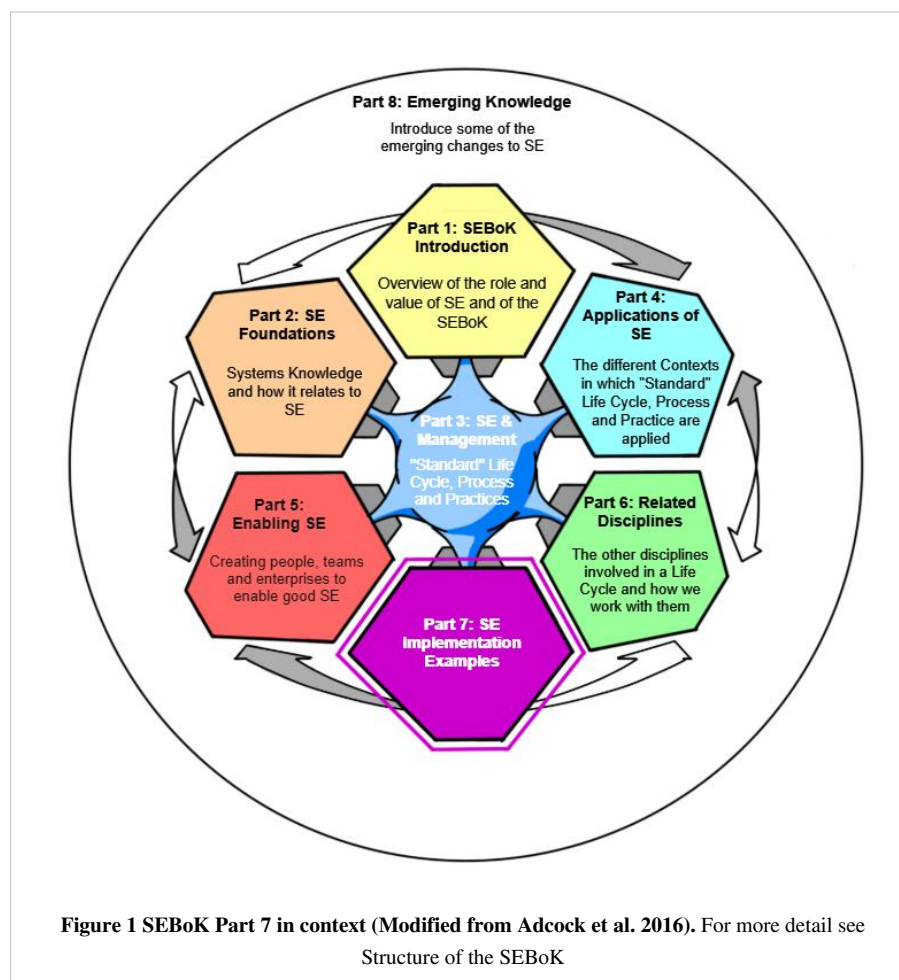 Part 8: Emerging Knowledge
Introduce some of the
emerging changes to SE
Part 1: SEBoK
Introduction
Overview of the role and
value of SE and of the
SEBoK
Part 2: SE
Foundations
Systems Knowledge
and how it relates to
SE
Part 4:
Applications of
SE
The different Contexts
in which "Standard"
Life Cycle, Process
and Practice are
applied
Part 3: SE &
Management
"Standard" Life
Cycle, Process
and Practices
Part 5:
Enabling SE
Creating people, teams
and enterprises to
enable good SE
Part 6: Related
Disciplines
The other disciplines
involved in a Life
Cycle and how we
work with them
Part 7: SE
Implementation
Examples
Figure 1 SEBoK Part 7 in context (Modified from Adcock et al. 2016). For more detail see
Structure of the SEBoK